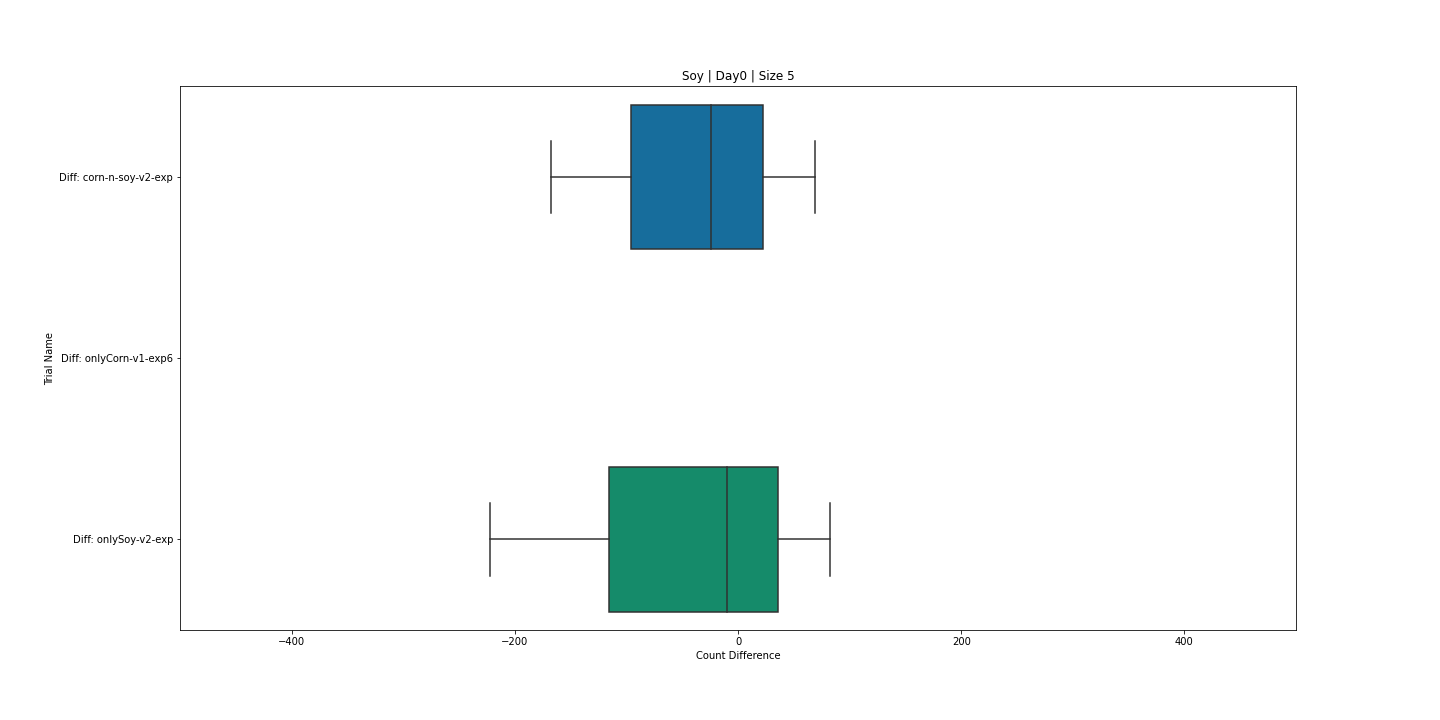 Soy | Day0 | Size 5
Diff: corn-n-soy-v2-exp
Diff: onlyCorn-v1-exp6
Diff: onlySoy-v2-exp
Trial Name
−400 −200 0 200 400
Count Difference